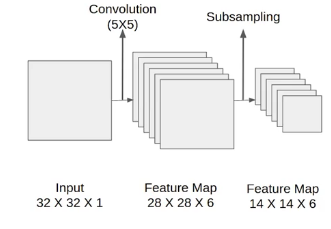 Convolution
(5X5)
Subsampling
Input
32 X 32 X 1
Feature Map
28 X 28 X 6
Feature Map
14 X 14 X 6